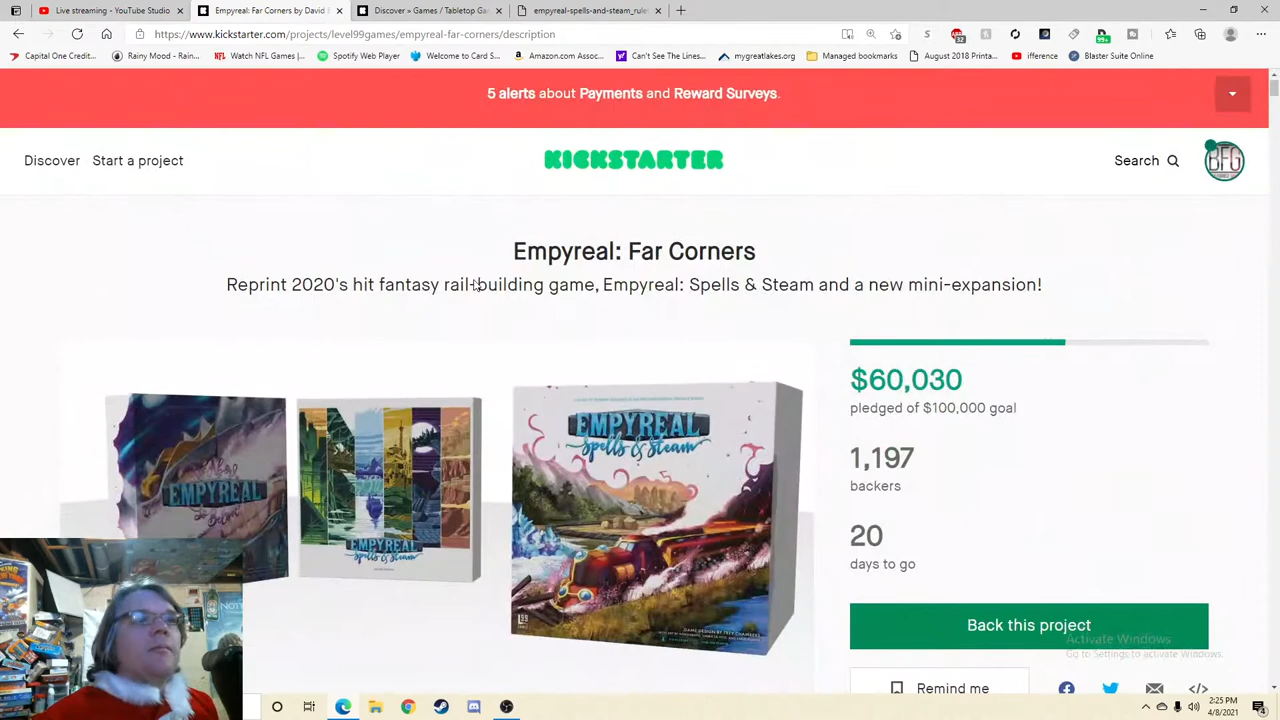 Live streaming - YouTube Studio
Empyreal: Far Corners by David
Discover » Games / Tabletop Ga
empyreal-spells-and-steam_rule
https://www.kickstarter.com/projects/level99games/empyreal-far-corners/description
Capital One Credit...
Rainy Mood - Rain...
Watch NFL Games |...
Spotify Web Player
Welcome to Card S...
Amazon.com Assoc...
Can't See The Lines...
mygreatlakes.org
Managed bookmarks
August 2018 Printa...
ifference
Blaster Suite Online
32
99+
5 alerts about Payments and Reward Surveys.
Discover
Start a project
KICKSTARTER
Search
BFG
Empyreal: Far Corners
Reprint 2020's hit fantasy rail-building game, Empyreal: Spells & Steam and a new mini-expansion!
EMPYREAL
EMPYREAL
Spells & Steam
EMPYREAL
Spells & Steam
L99
$60,030
pledged of $100,000 goal
1,197
backers
20
days to go
Back this project
Activate Windows
Go to Settings to activate Windows.
Remind me
2:25 PM
4/8/2021
4